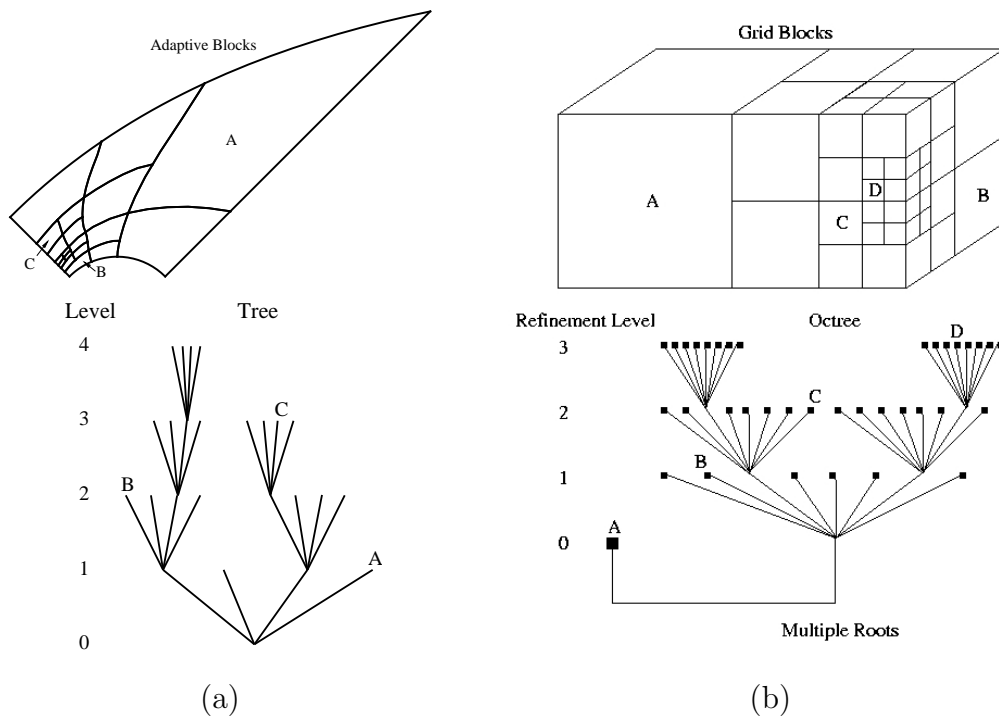 Adaptive Blocks
A
C
B
Level Tree
4
3
C
2
B
1
A
0
(a)
Grid Blocks
A
D
B
C
Refinement Level Octree
D
3
C
2
B
1
A
0
Multiple Roots
(b)